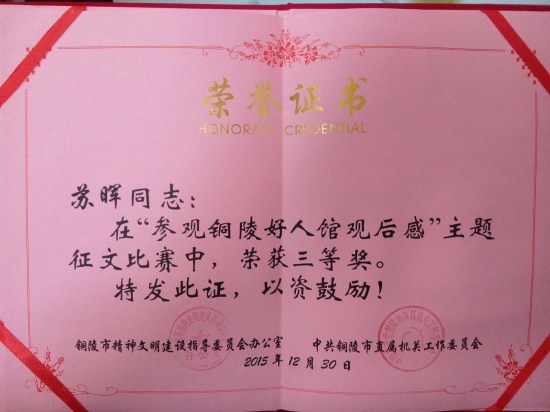 荣誉证书
HONORARY CREDENTIAL
苏晖同志：
在“参观铜陵好人馆观后感”主题
征文比赛中，荣获三等奖。
特发此证，以资鼓励！
铜陵市精神文明建设指导委员会办公室 中共铜陵市直属机关工作委员会
2015年12月30日